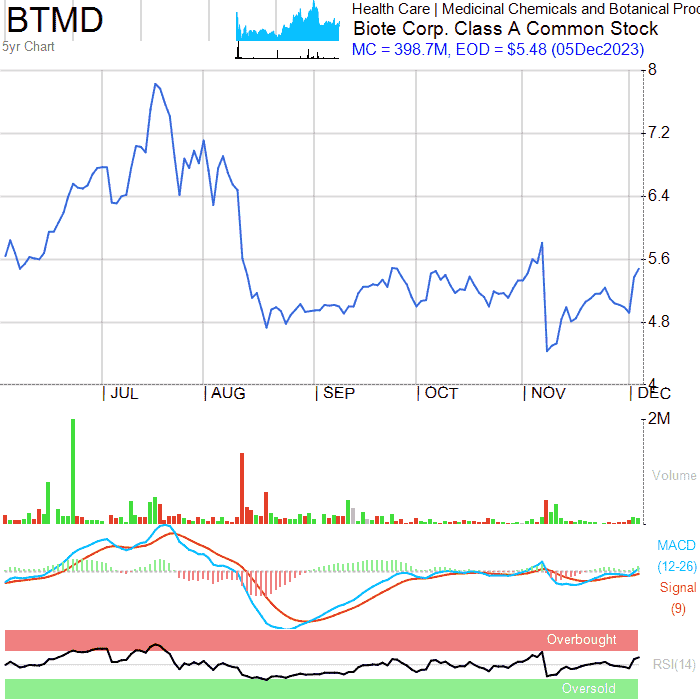 BTMD
5yr Chart
Health Care | Medicinal Chemicals and Botanical Pro
Biote Corp. Class A Common Stock
MC = 398.7M, EOD = $5.48 (05Dec2023)
8
7.2
6.4
5.6
4.8
4
| JUL | AUG | SEP | OCT | NOV | DEC
2M
Volume
MACD
(12-26)
Signal
(9)
Overbought
RSI(14)
Oversold